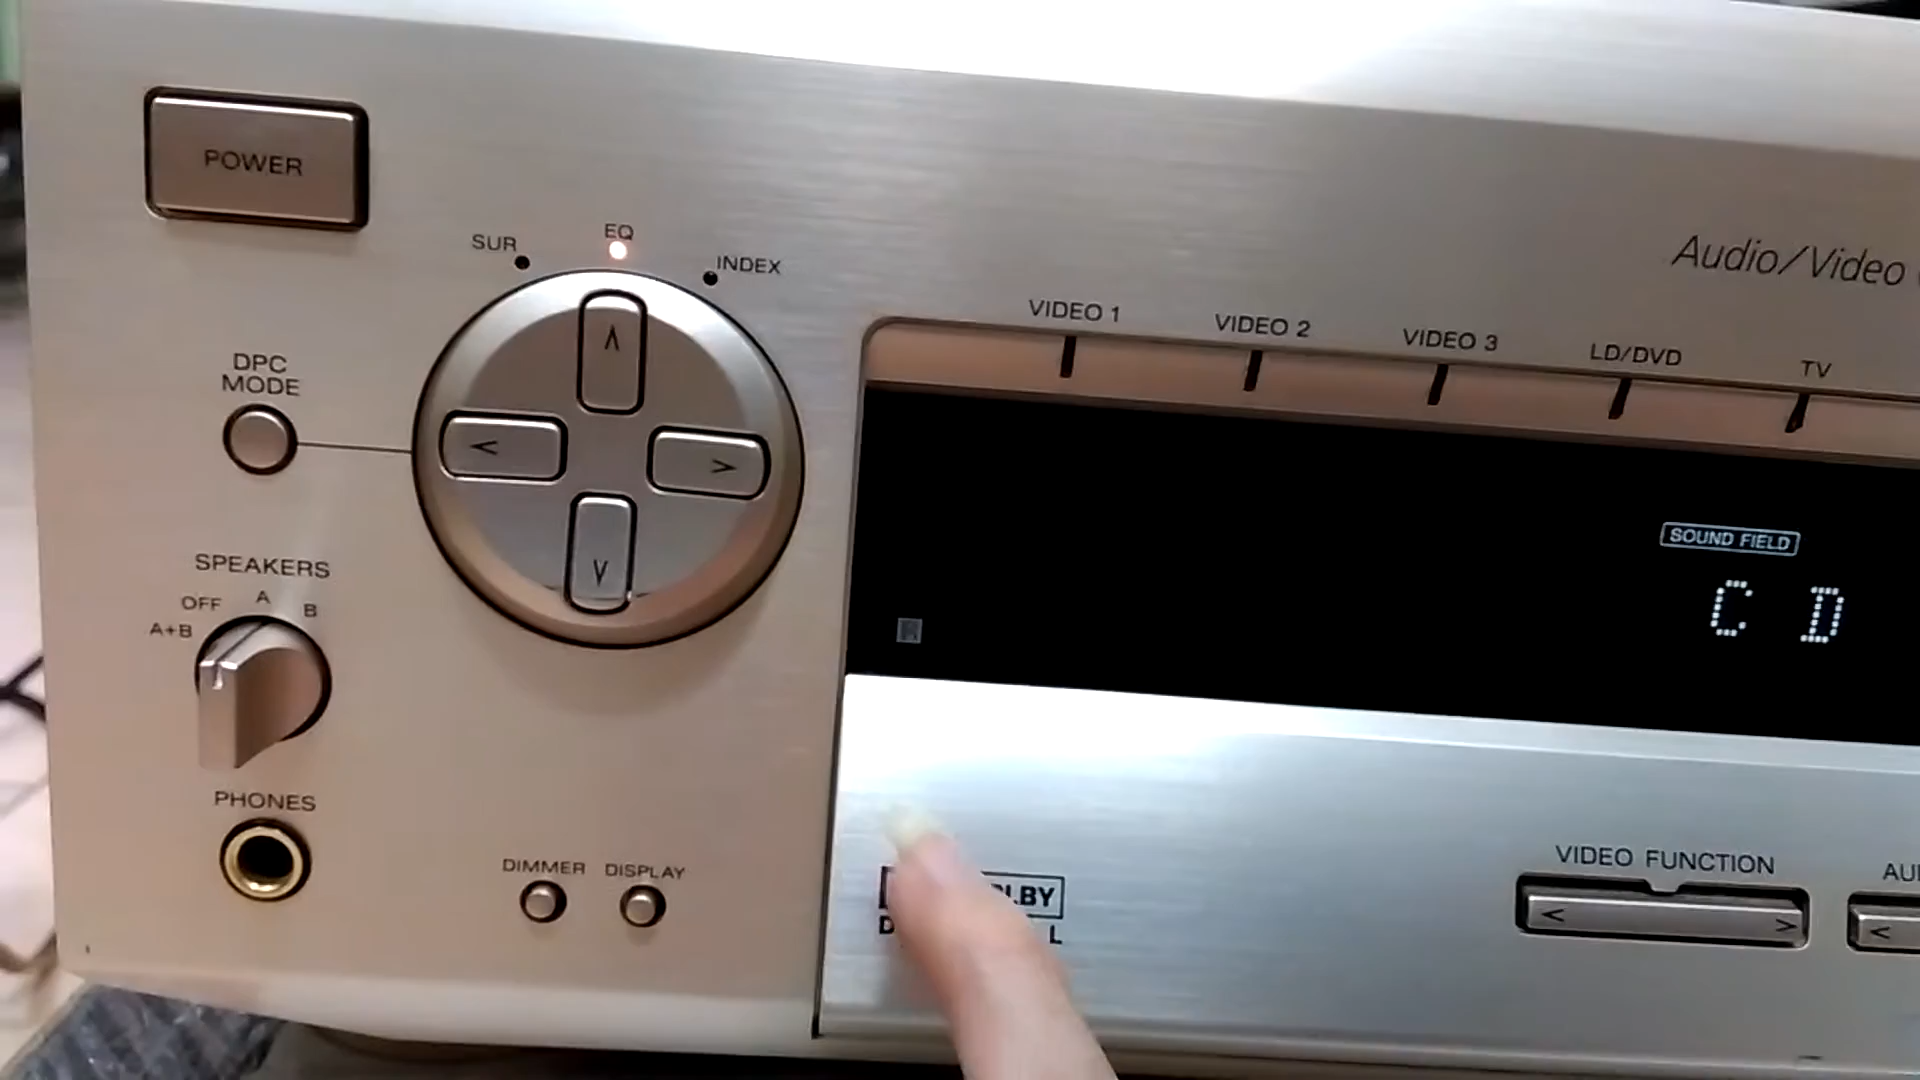 POWER
SUR
EQ
INDEX
DPC
MODE
SPEAKERS
OFF
A
B
A+B
PHONES
DIMMER
DISPLAY
Audio/Video
VIDEO 1
VIDEO 2
VIDEO 3
LD/DVD
TV
SOUND FIELD
C D
VIDEO FUNCTION